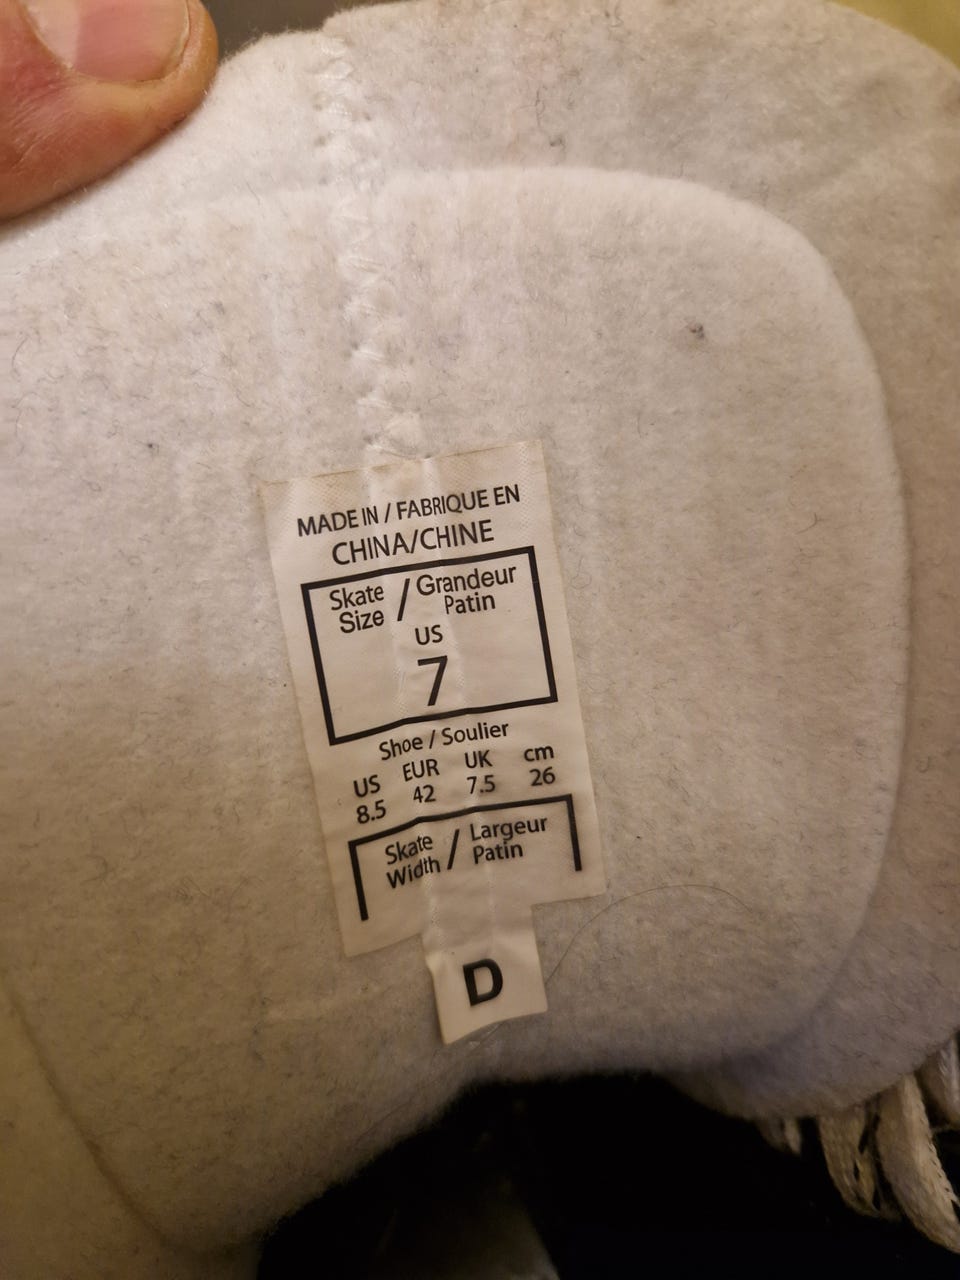 MADE IN / FABRIQUE EN
CHINA/CHINE
Skate Size / Grandeur Patin
US
7
Shoe / Soulier
US EUR UK cm
8.5 42 7.5 26
Skate Width / Largeur Patin
D